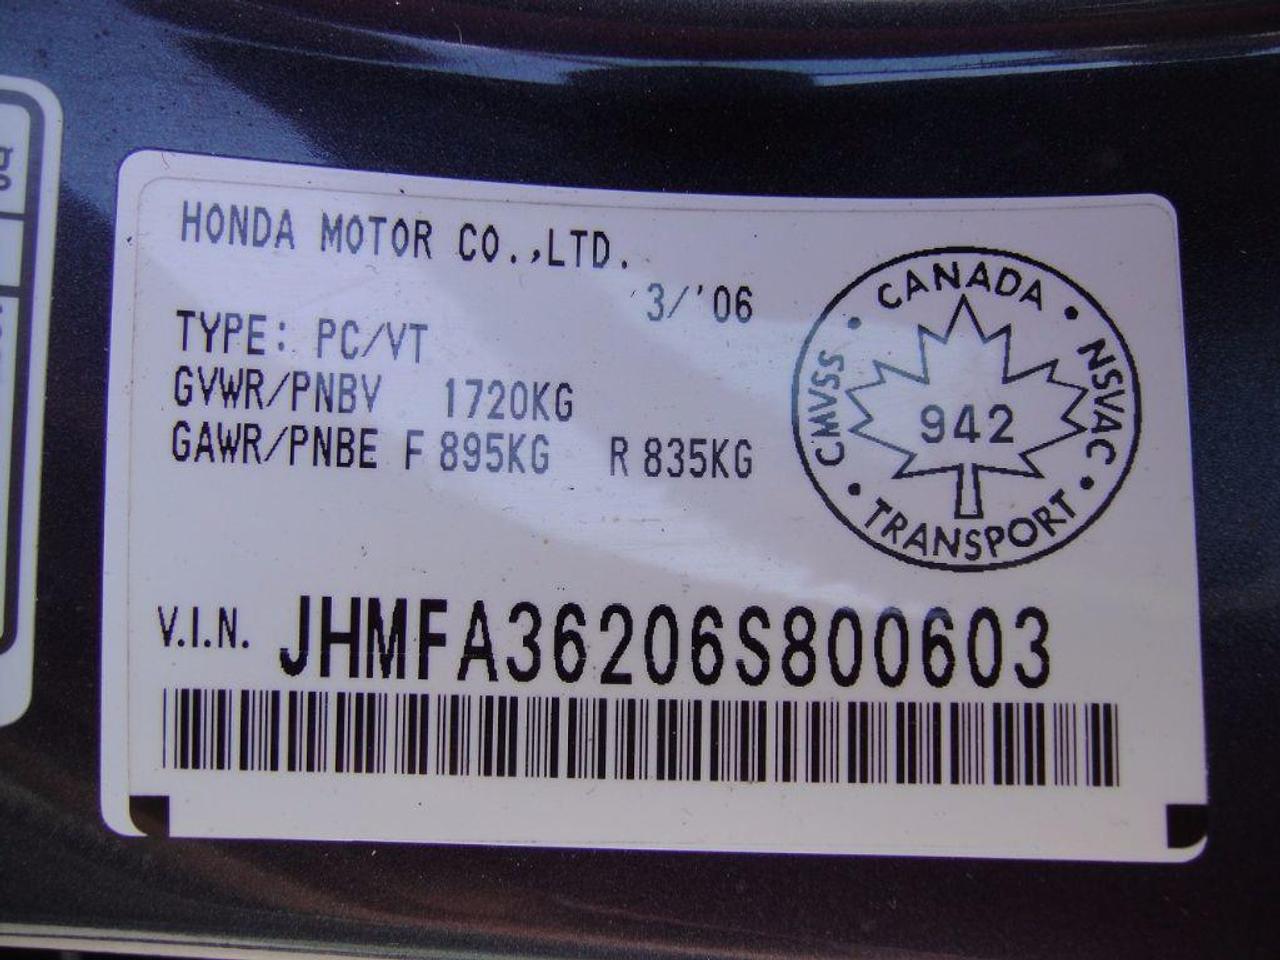 HONDA MOTOR CO.,LTD.
3/'06
TYPE: PC/VT
GVWR/PNBV 1720KG
GAWR/PNBE F 895KG R 835KG
CANADA
CMVSS
NSVAC
942
TRANSPORT
V.I.N. JHMFA36206S800603